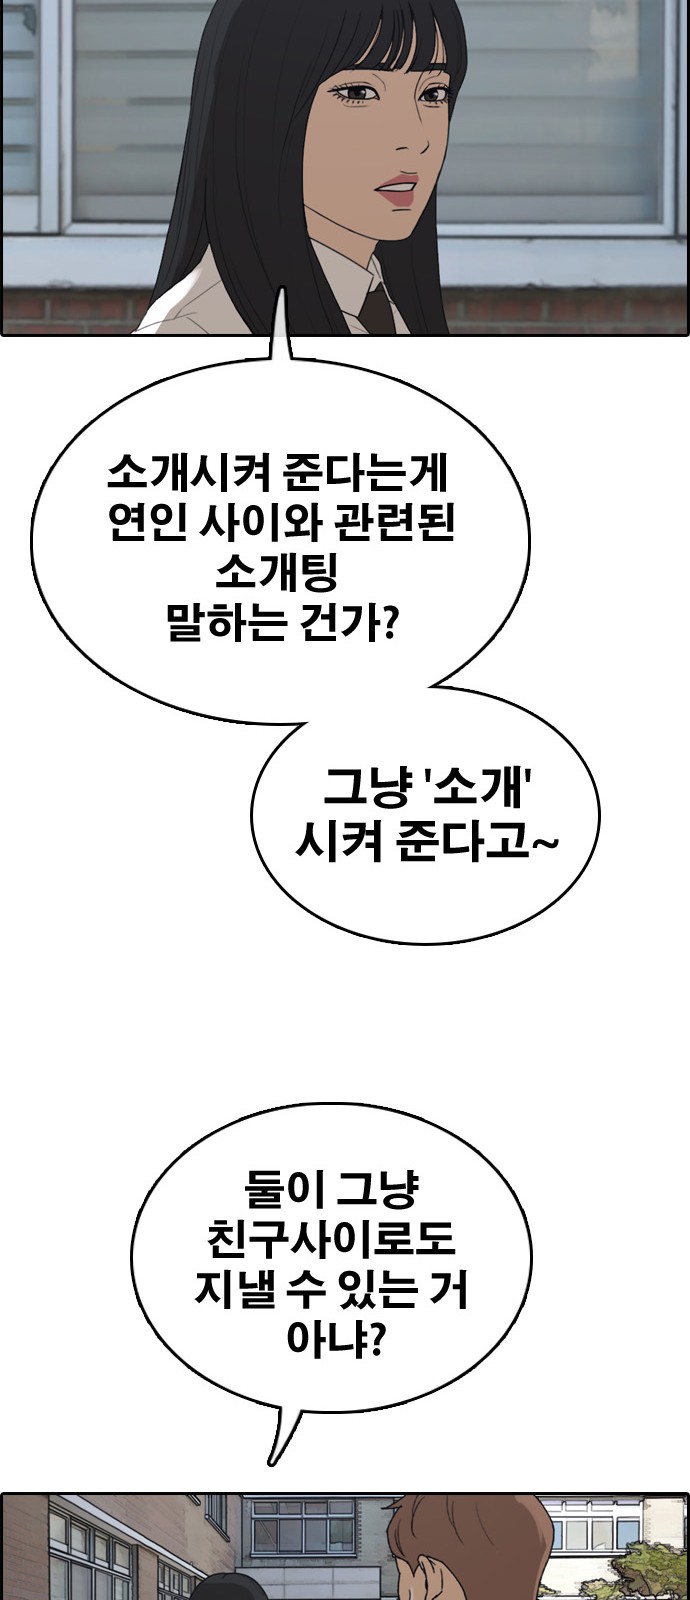 소개시켜 준다는게
연인 사이와 관련된
소개팅
말하는 건가?
그냥 '소개'
시켜 준다고~
둘이 그냥
친구사이로도
지낼 수 있는 거
아냐?